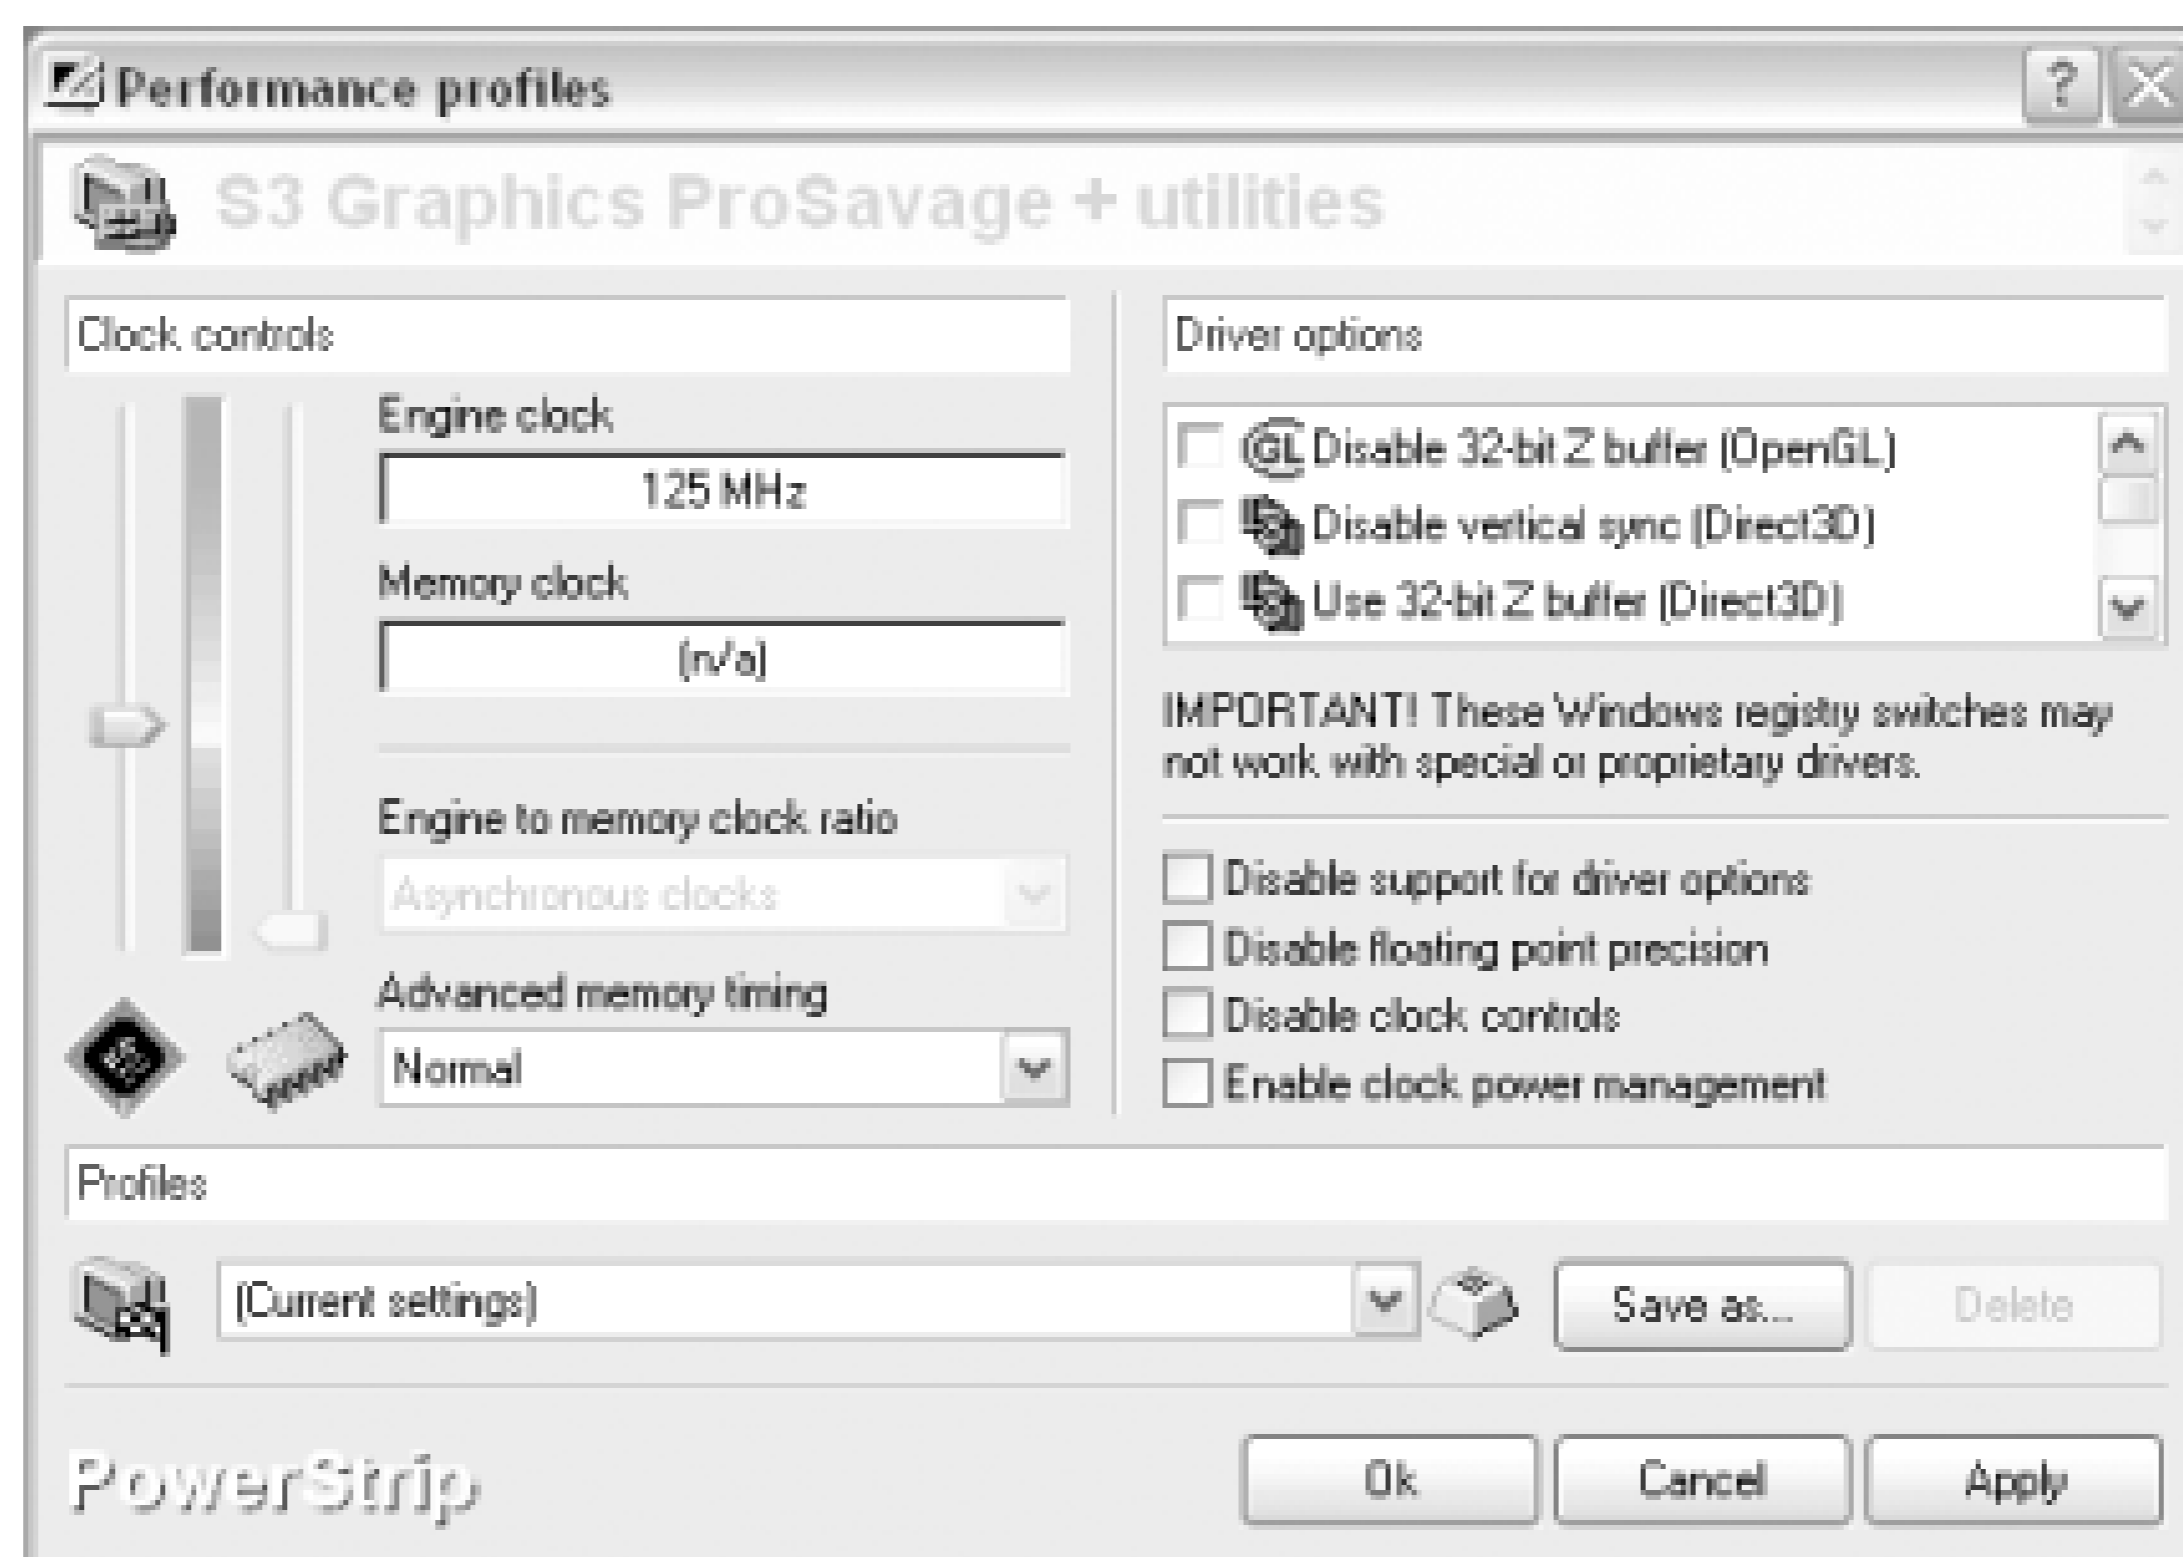 Performance profiles
?
S3 Graphics ProSavage + utilities
Clock controls
Engine clock
125 MHz
Memory clock
(n/a)
Engine to memory clock ratio
Asynchronous clocks
Advanced memory timing
Normal
Driver options
GL Disable 32-bit Z buffer (OpenGL)
Disable vertical sync (Direct3D)
Use 32-bit Z buffer (Direct3D)
IMPORTANT! These Windows registry switches may
not work with special or proprietary drivers.
Disable support for driver options
Disable floating point precision
Disable clock controls
Enable clock power management
Profiles
(Current settings)
Save as...
Delete
PowerStrip
Ok
Cancel
Apply